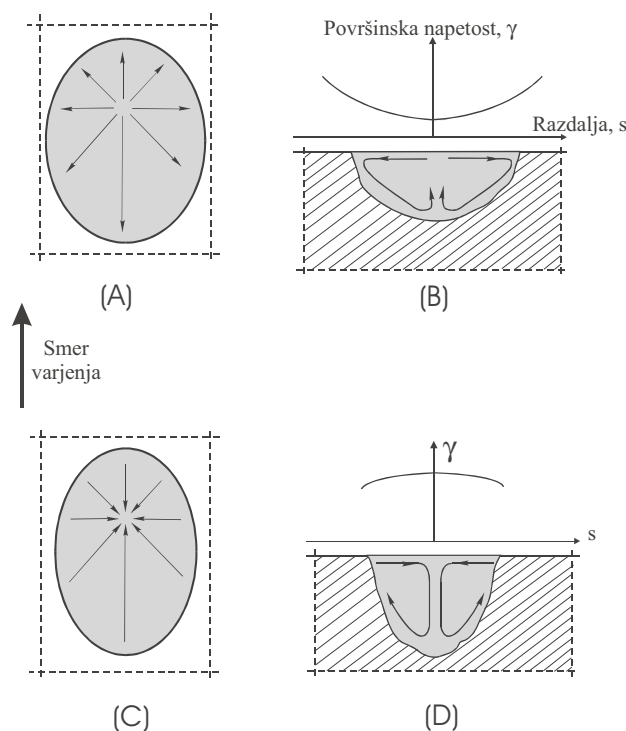 Površinska napetost, γ
Razdalja, s
(A)
(B)
Smer
varjenja
γ
s
(C)
(D)